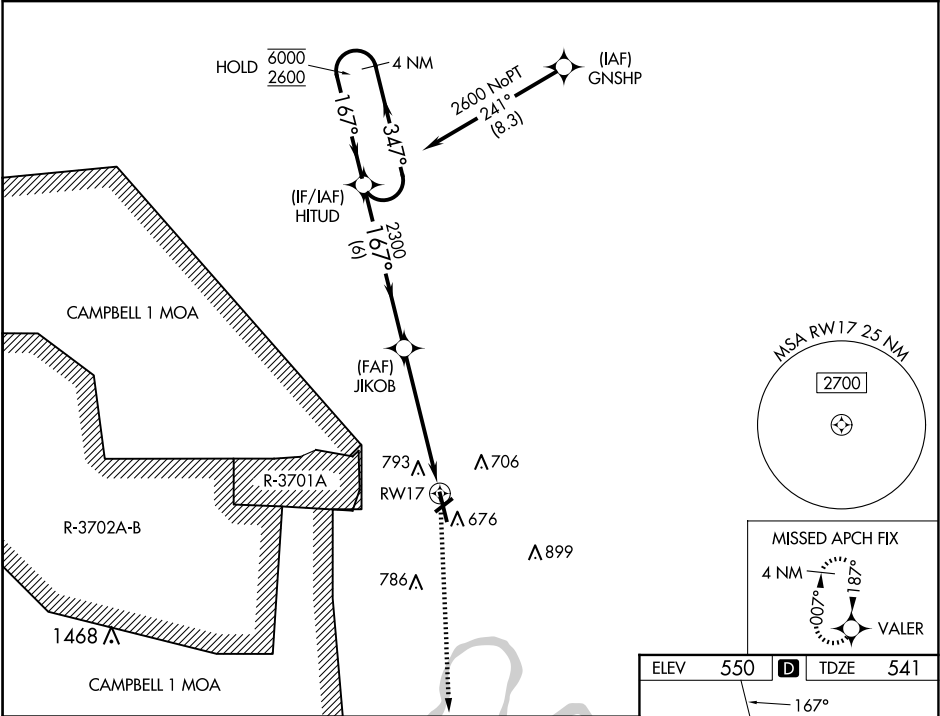 HOLD 6000
2600
4 NM
(IAF)
GNSHP
2600 NoPT
241°
(8.3)
167°
347°
(IF/IAF)
HITUD
2300
167°
(6)
CAMPBELL 1 MOA
(FAF)
JIKOB
MSA RW17 25 NM
2700
793
706
R-3701A
RW17
676
R-3702A-B
899
786
MISSED APCH FIX
4 NM
187°
007°
VALER
1468
CAMPBELL 1 MOA
ELEV 550 D TDZE 541
167°